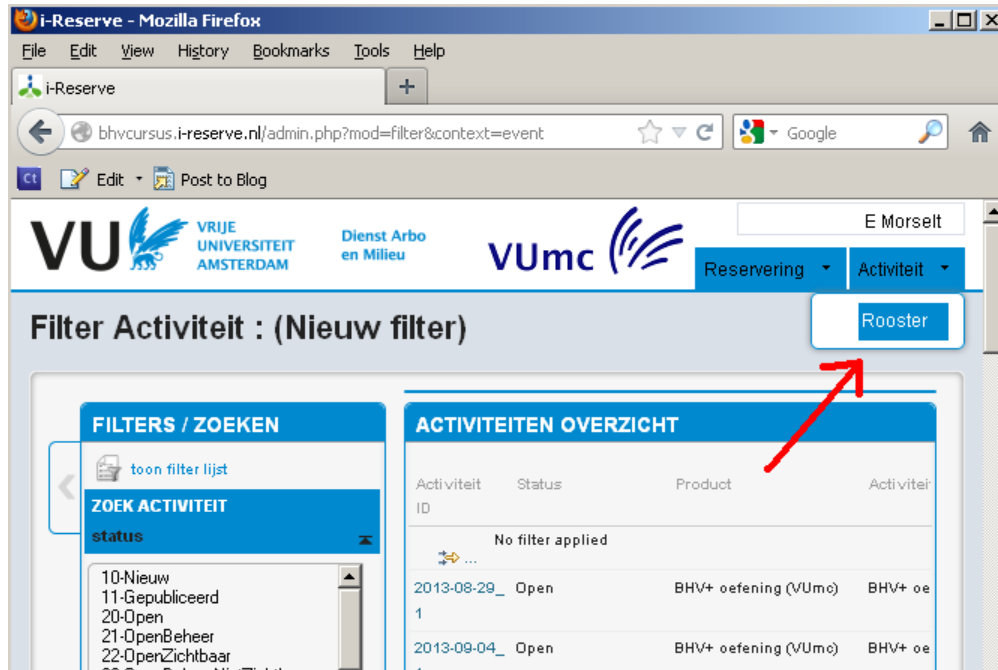 i-Reserve - Mozilla Firefox
File Edit View History Bookmarks Tools Help
i-Reserve
bhvcursus.i-reserve.nl/admin.php?mod=filter&context=event
Google
Ct Edit Post to Blog
VU VRIJE
UNIVERSITEIT
AMSTERDAM
Dienst Arbo
en Milieu
VUmc
E Morselt
Reservering Activiteit
Rooster
Filter Activiteit : (Nieuw filter)
FILTERS / ZOEKEN
toon filter lijst
ZOEK ACTIVITEIT
status
10-Nieuw
11-Gepubliceerd
20-Open
21-OpenBeheer
22-OpenZichtbaar
ACTIVITEITEN OVERZICHT
Activiteit Status Product Activiteit
ID
No filter applied
...
2013-08-29_ Open BHV+ oefening (VUmc) BHV+ oe
1
2013-09-04_ Open BHV+ oefening (VUmc) BHV+ oe